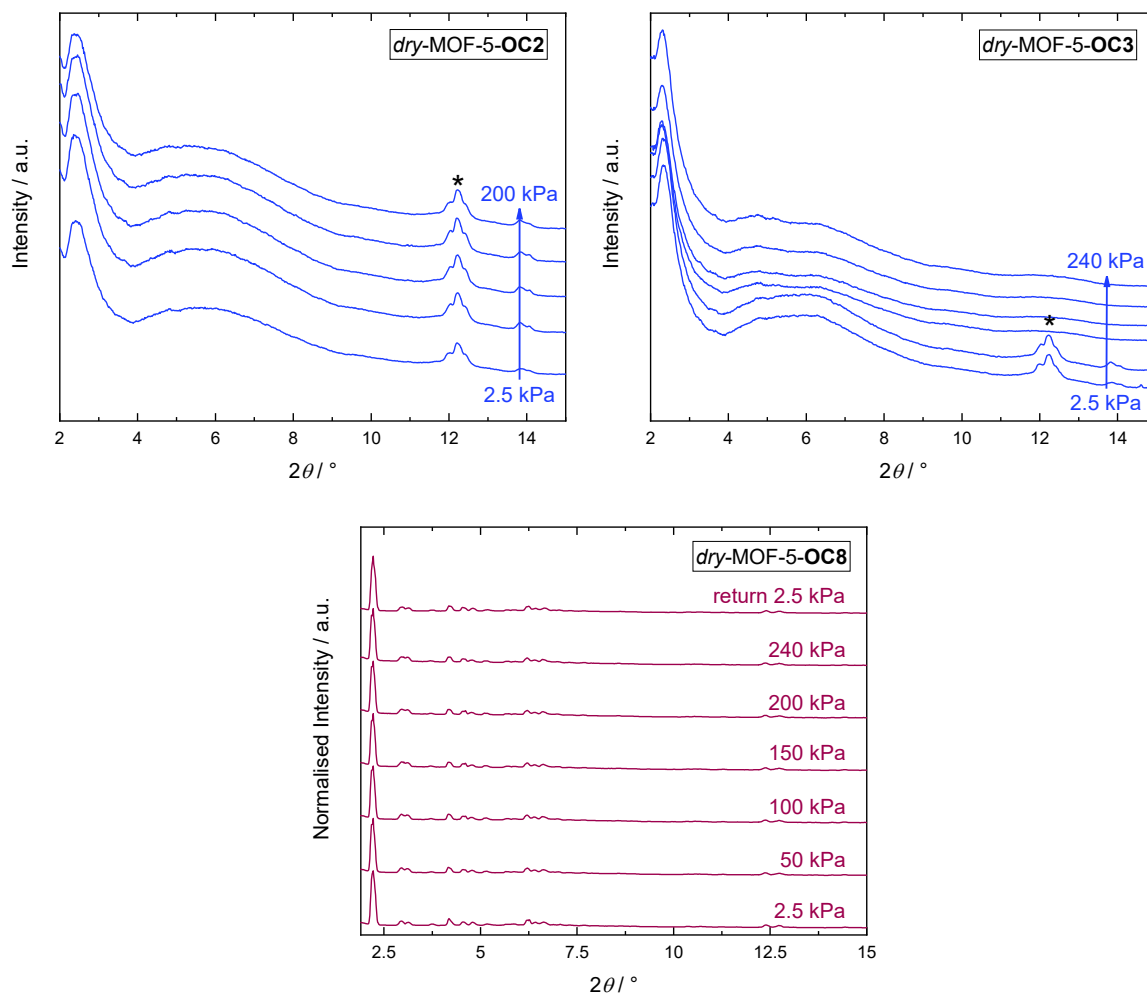 dry-MOF-5-OC2
Intensity / a.u.
*
200 kPa
2.5 kPa
2 4 6 8 10 12 14
2θ / °
dry-MOF-5-OC3
Intensity / a.u.
240 kPa
*
2.5 kPa
2 4 6 8 10 12 14
2θ / °
dry-MOF-5-OC8
Normalised Intensity / a.u.
return 2.5 kPa
240 kPa
200 kPa
150 kPa
100 kPa
50 kPa
2.5 kPa
2.5 5 7.5 10 12.5 15
2θ / °